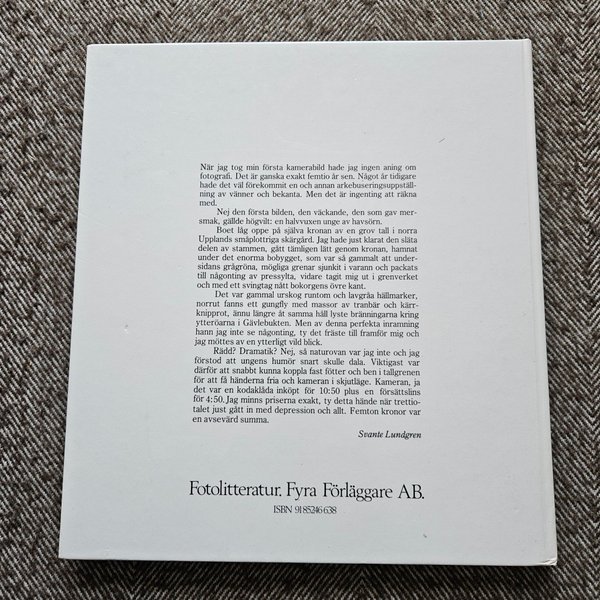 När jag tog min första kamerabild hade jag ingen aning om
fotografi. Det är ganska exakt femtio år sen. Något år tidigare
hade det väl förekommit en och annan arkebuseringsuppställ-
ning av vänner och bekanta. Men det är ingenting att räkna
med.
Nej den första bilden, den väckande, den som gav mer-
smak, gällde högvilt: en halvvuxen unge av havsörn.
Boet låg oppe på själva kronan av en grov tall i norra
Upplands småplottriga skärgård. Jag hade just klarat den släta
delen av stammen, gått tämligen lätt genom kronan, hamnat
under det enorma bobygget, som var så gammalt att under-
sidans grågröna, mögliga grenar sjunkit i varann och packats
till någonting av pressylta, vidare tagit mig ut i grenverket
och med ett svingtag nått bokorgens övre kant.
Det var gammal urskog runtom och lavgråa hällmarker,
norrut fanns ett gungfly med massor av tranbär och kärr-
knipprot, ännu längre åt samma håll lyste bränningarna kring
ytteröarna i Gävlebukten. Men av denna perfekta inramning
hann jag inte se någonting, ty det fräste till framför mig och
jag möttes av en ytterligt vild blick.
Rädd? Dramatik? Nej, så naturovan var jag inte och jag
förstod att ungens humör snart skulle dala. Viktigast var
därför att snabbt kunna koppla fast fötter och ben i tallgrenen
för att få händerna fria och kameran i skjutläge. Kameran, ja
det var en kodaklåda inköpt för 10:50 plus en försättslins
för 4:50. Jag minns priserna exakt, ty detta hände när trettio-
talet just gått in med depression och allt. Femton kronor var
en avsevärd summa.
Svante Lundgren
Fotolitteratur. Fyra Förläggare AB.
ISBN 91 85246 638